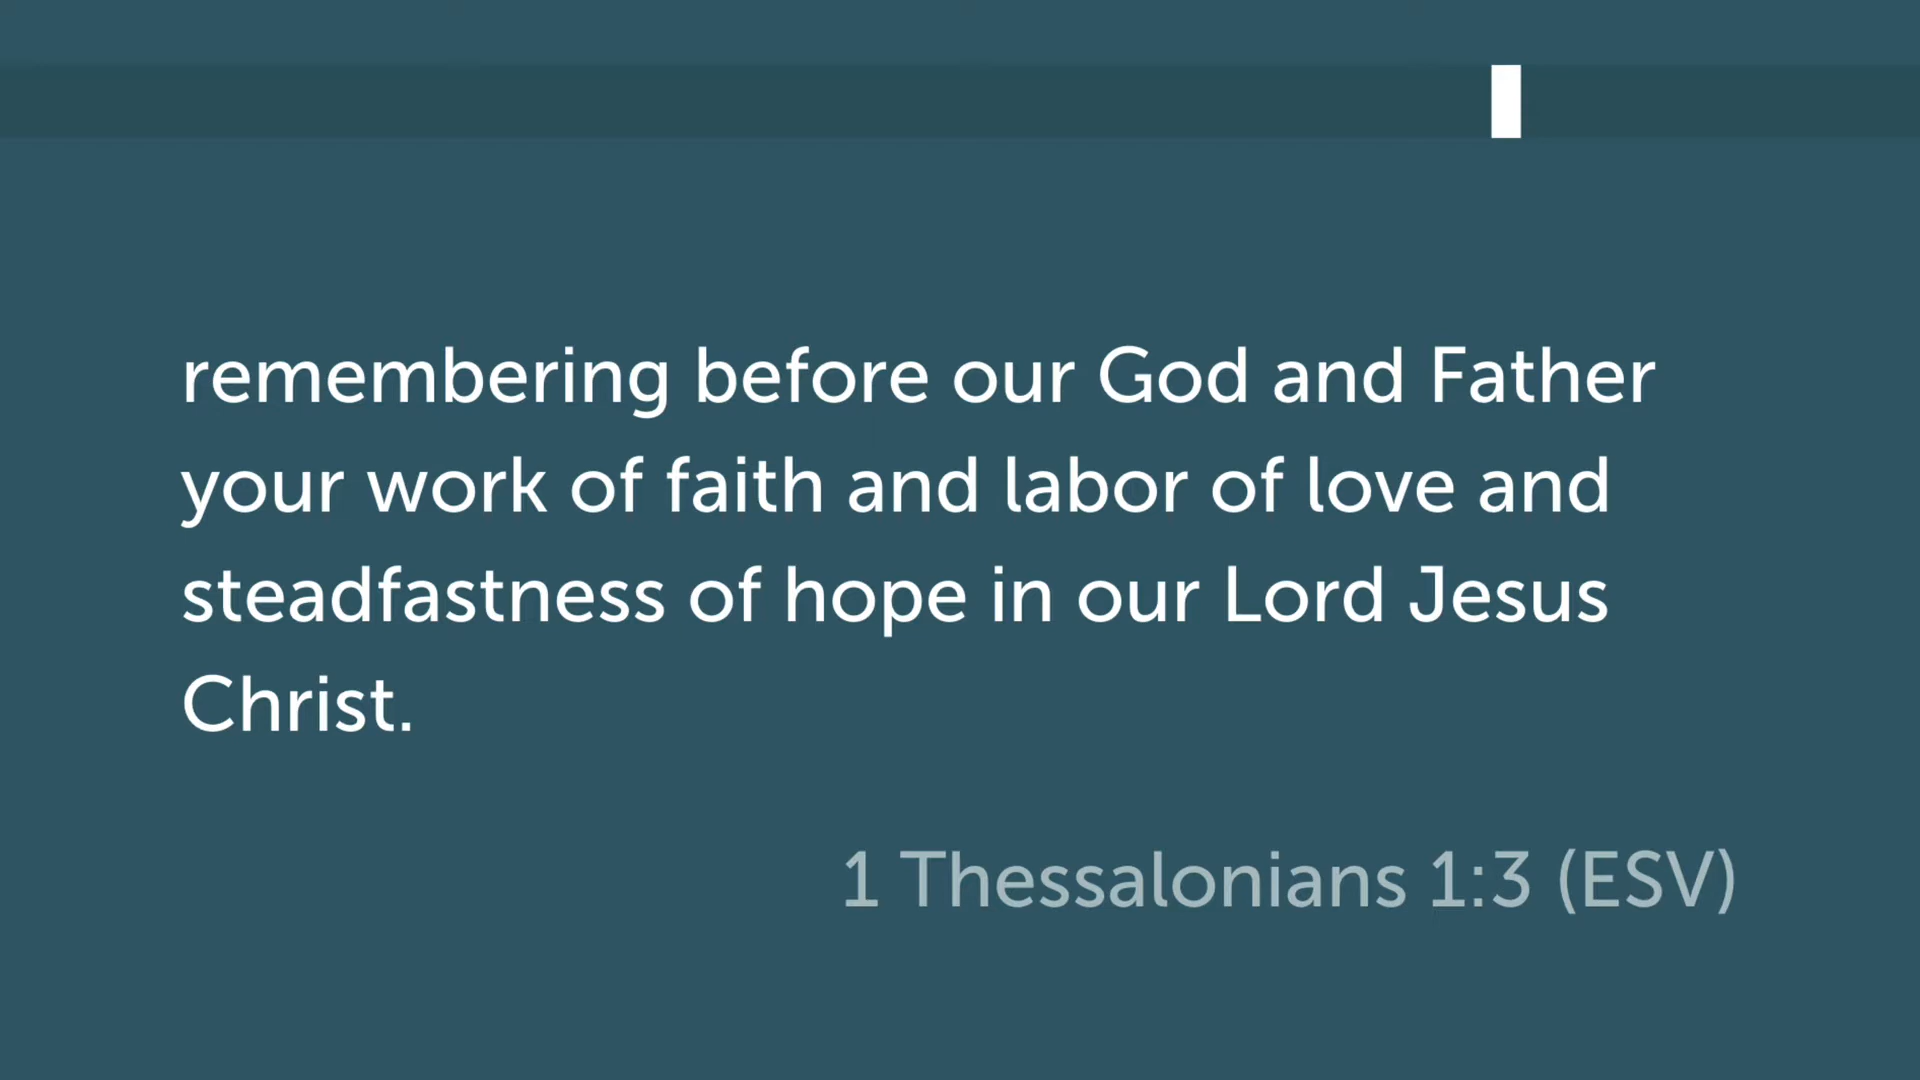 remembering before our God and Father
your work of faith and labor of love and
steadfastness of hope in our Lord Jesus
Christ.
1 Thessalonians 1:3 (ESV)